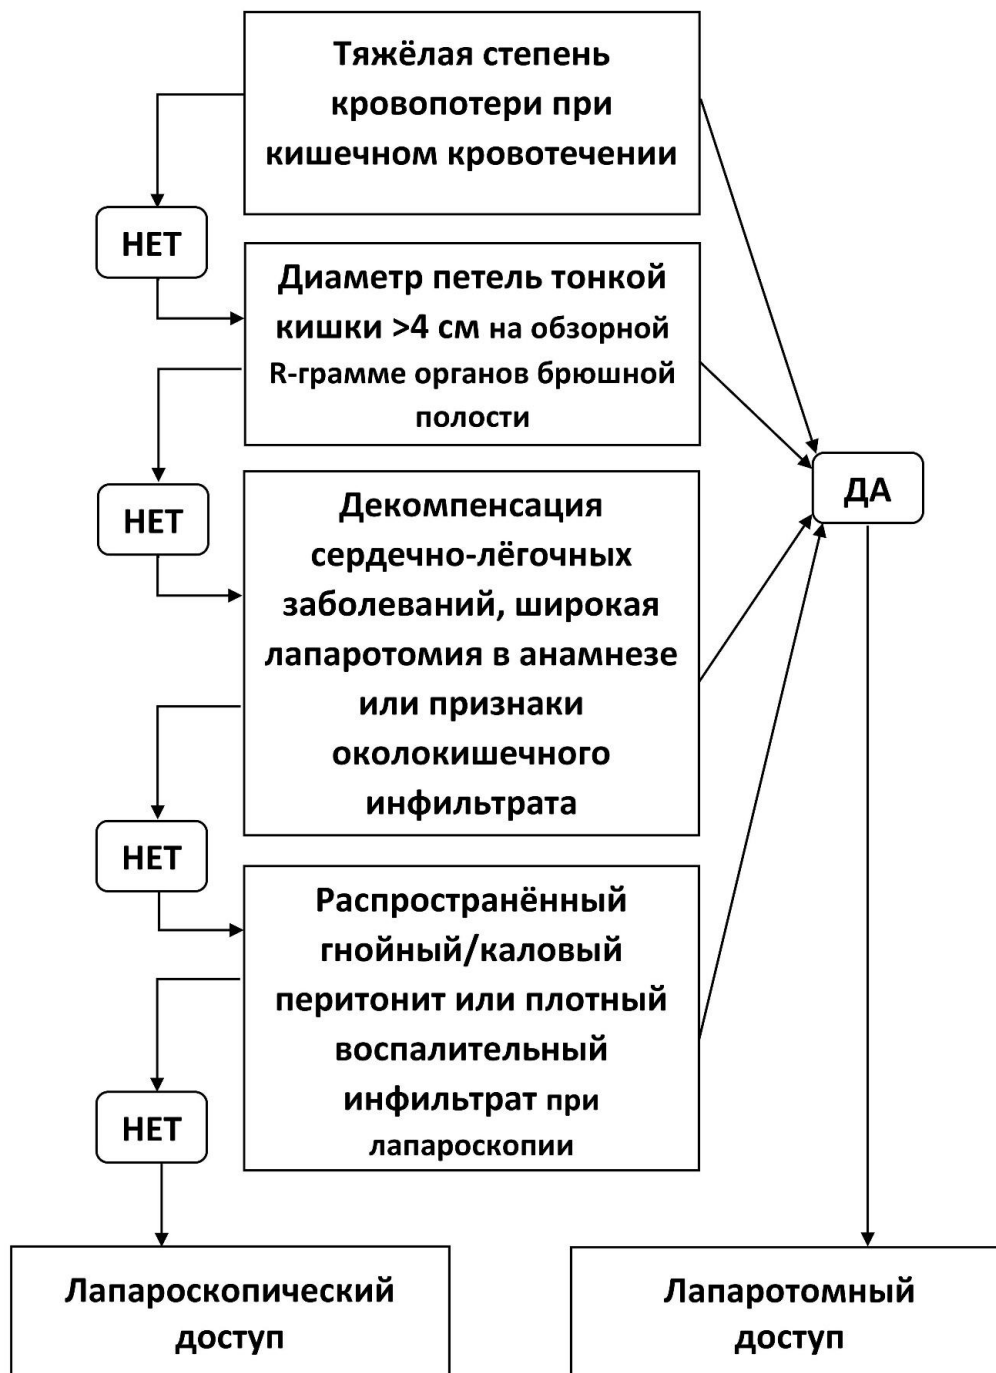 Тяжёлая степень
кровопотери при
кишечном кровотечении
НЕТ
Диаметр петель тонкой
кишки >4 см на обзорной
R-грамме органов брюшной
полости
НЕТ
ДА
Декомпенсация
сердечно-лёгочных
заболеваний, широкая
лапаротомия в анамнезе
или признаки
околокишечного
инфильтрата
НЕТ
Распространённый
гнойный/каловый
перитонит или плотный
воспалительный
инфильтрат при
лапароскопии
НЕТ
Лапароскопический
доступ
Лапаротомный
доступ